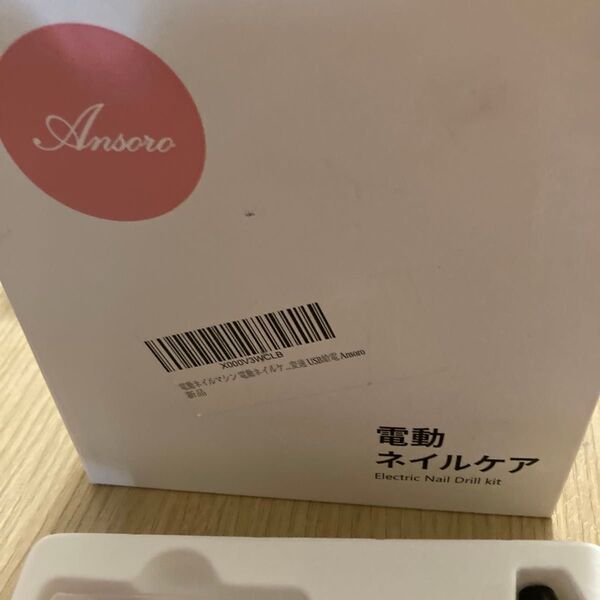 Ansoro
X000V3WCLB
電動ネイルマシン 電動ネイルケ...変速 USB給電 Ansoro
新品
電動
ネイルケア
Electric Nail Drill kit